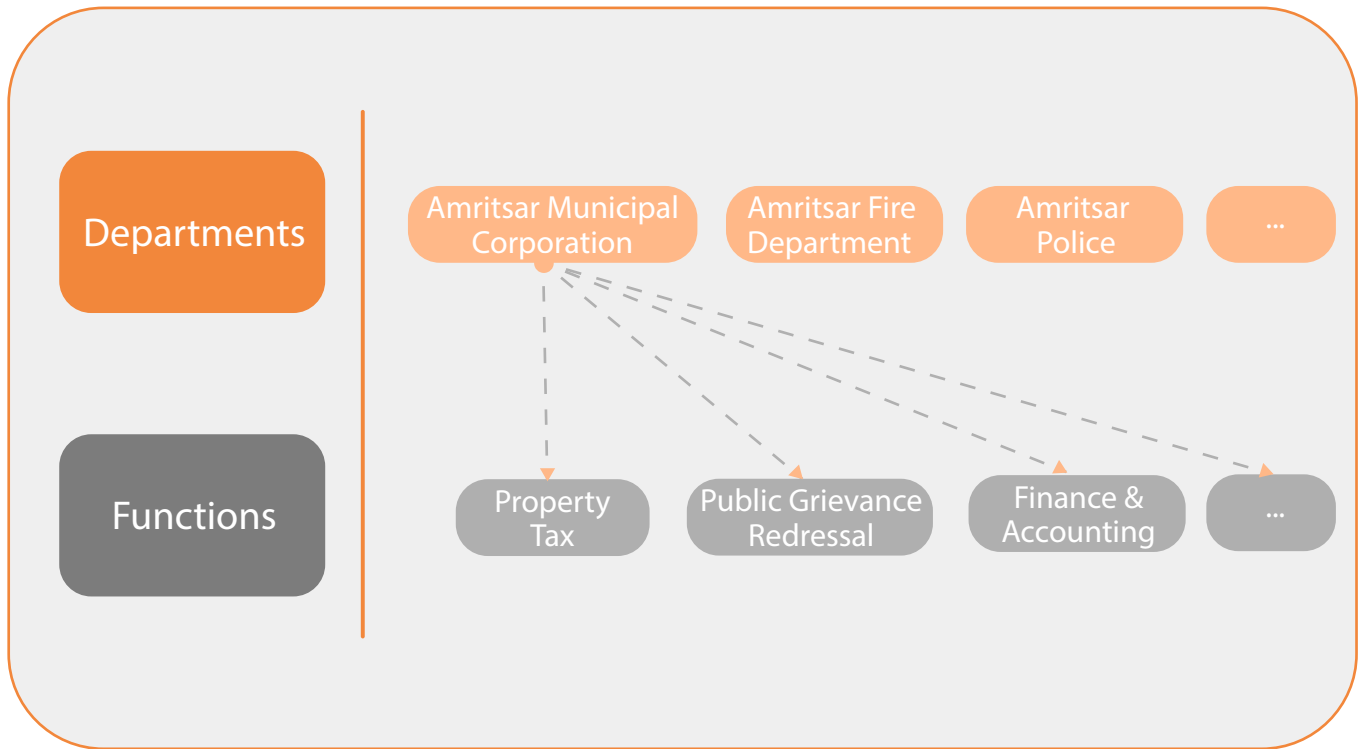 Departments
Amritsar Municipal
Corporation
Amritsar Fire
Department
Amritsar
Police
...
Functions
Property
Tax
Public Grievance
Redressal
Finance &
Accounting
...